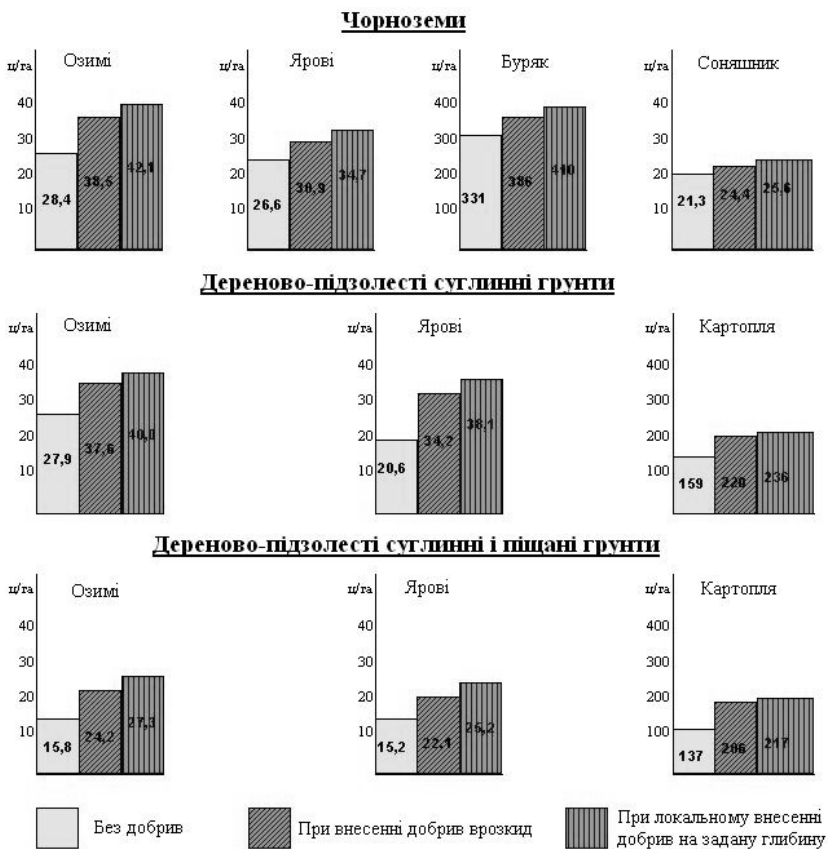 Чорноземи
Озимі Ярові Буряк Соняшник
ц/га ц/га ц/га ц/га
40 40 400 40
30 30 300 30
20 20 200 20
10 10 100 10
28,4 38,5 42,1 26,6 30,9 34,7 331 386 410 21,3 24,4 25,6
Дереново-підзолесті суглинні грунти
Озимі Ярові Картопля
ц/га ц/га ц/га
40 40 400
30 30 300
20 20 200
10 10 100
27,9 37,6 40,8 20,6 34,2 38,1 159 220 236
Дереново-підзолесті суглинні і піщані грунти
Озимі Ярові Картопля
ц/га ц/га ц/га
40 40 400
30 30 300
20 20 200
10 10 100
15,8 24,2 27,3 15,2 22.1 25,2 137 206 217
Без добрив
При внесенні добрив врозкид
При локальному внесенні
добрив на задану глибину